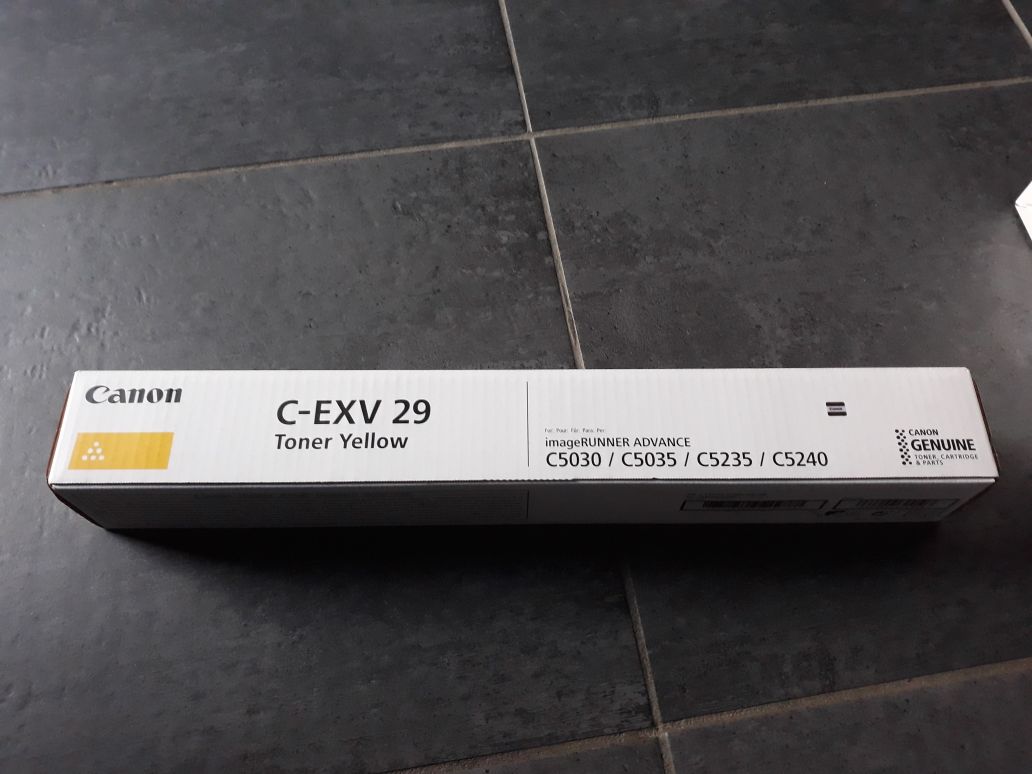 Canon
C-EXV 29
Toner Yellow
For: Pour: Für: Para: Per:
imageRUNNER ADVANCE
C5030 / C5035 / C5235 / C5240
CANON
GENUINE
TONER, CARTRIDGE
& PARTS